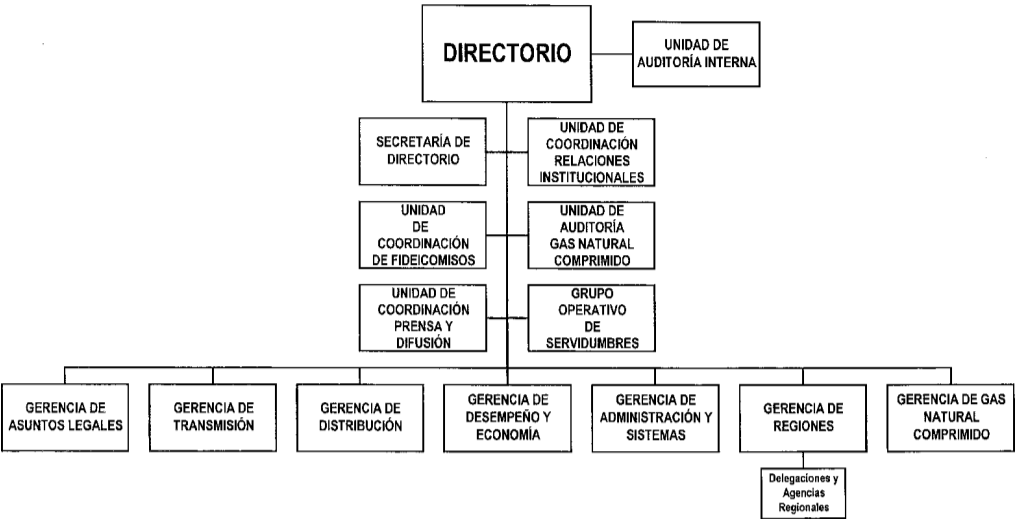 DIRECTORIO
UNIDAD DE
AUDITORÍA INTERNA
SECRETARÍA DE
DIRECTORIO
UNIDAD DE
COORDINACIÓN
RELACIONES
INSTITUCIONALES
UNIDAD
DE
COORDINACIÓN
DE FIDEICOMISOS
UNIDAD DE
AUDITORÍA
GAS NATURAL
COMPRIMIDO
UNIDAD DE
COORDINACIÓN
PRENSA Y
DIFUSIÓN
GRUPO
OPERATIVO
DE
SERVIDUMBRES
GERENCIA DE
ASUNTOS LEGALES
GERENCIA DE
TRANSMISIÓN
GERENCIA DE
DISTRIBUCIÓN
GERENCIA DE
DESEMPEÑO Y
ECONOMÍA
GERENCIA DE
ADMINISTRACIÓN Y
SISTEMAS
GERENCIA DE
REGIONES
GERENCIA DE GAS
NATURAL
COMPRIMIDO
Delegaciones y
Agencias
Regionales